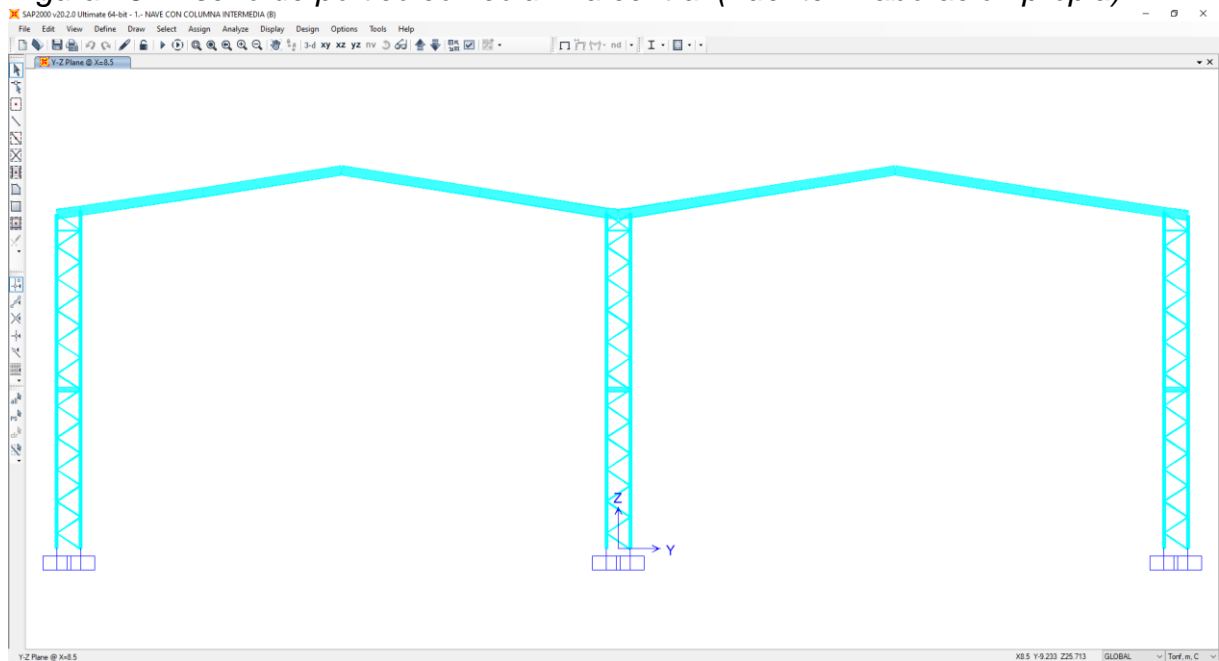 SAP2000 v20.2.0 Ultimate 64-bit - 1.- NAVE CON COLUMNA INTERMEDIA (B)
File Edit View Define Draw Select Assign Analyze Display Design Options Tools Help
3-d xy xz yz nv nd
Y-Z Plane @ X=8.5
Z
Y
Y-Z Plane @ X=8.5
X8.5 Y-9.233 Z25.713 GLOBAL Tonf, m, C